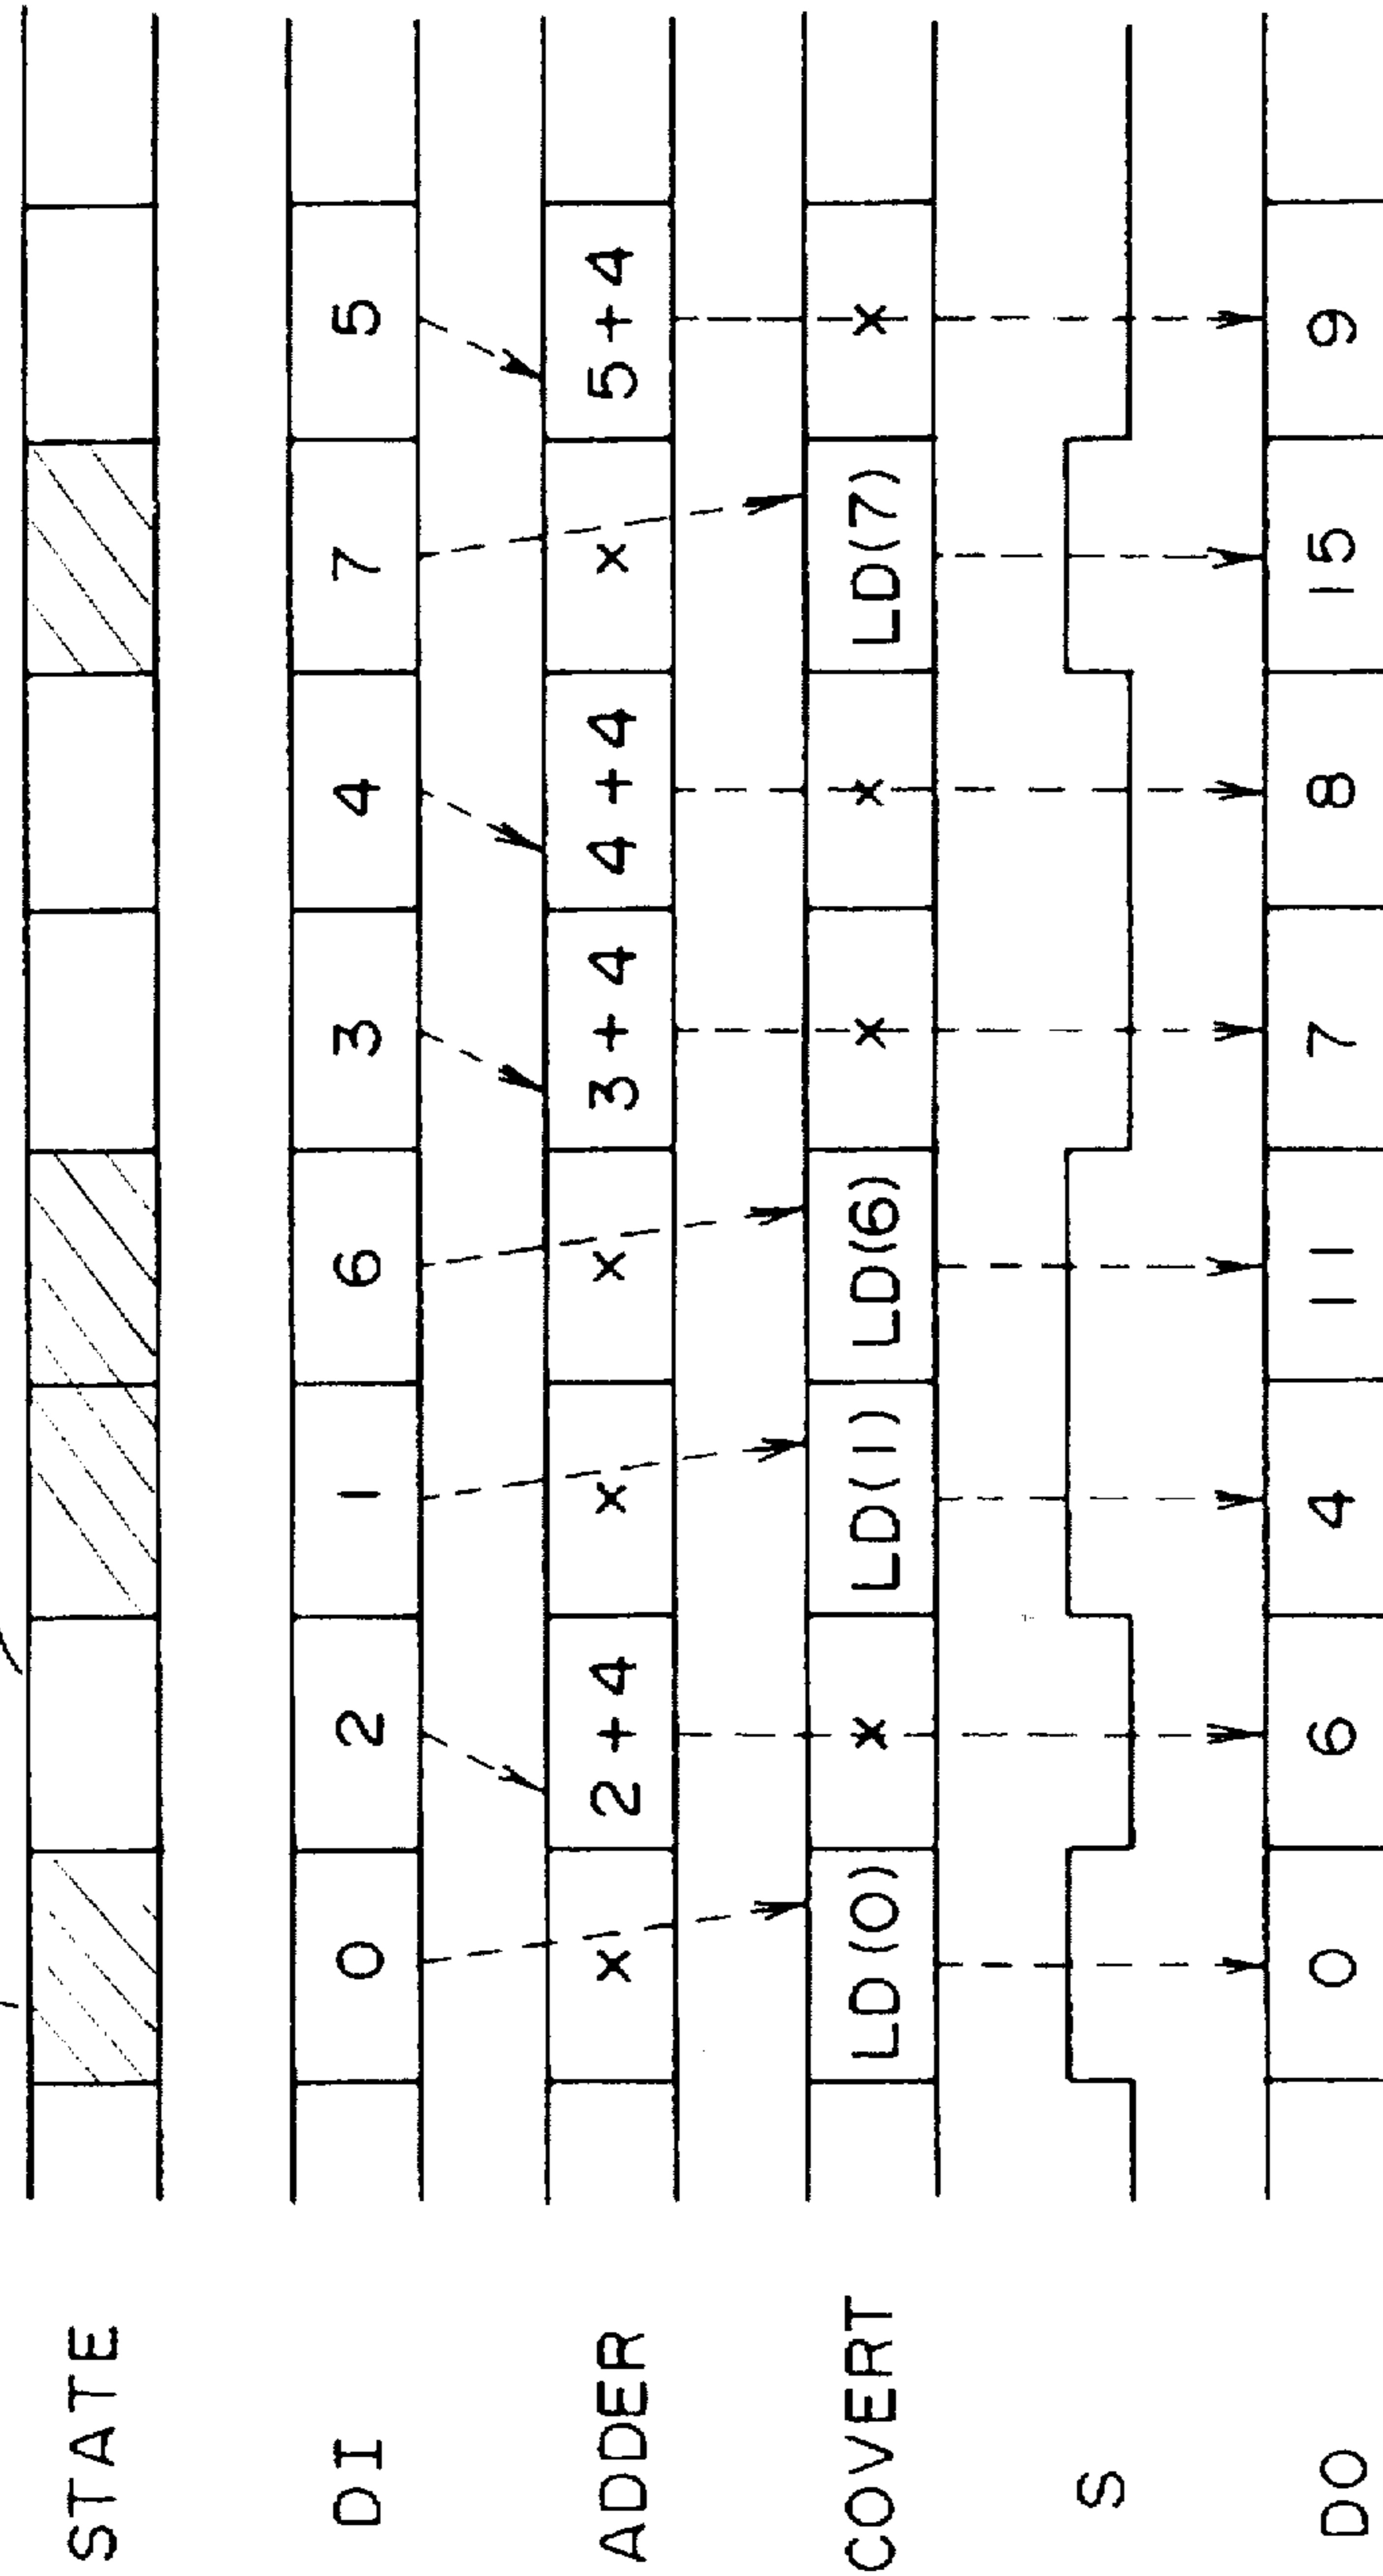 STATE
DI 0 2 1 6 3 4 7 5
ADDER x 2+4 x x 3+4 4+4 x 5+4
COVERT LD(0) x LD(1) LD(6) x x LD(7) x
S
DO 0 6 4 11 7 8 15 9